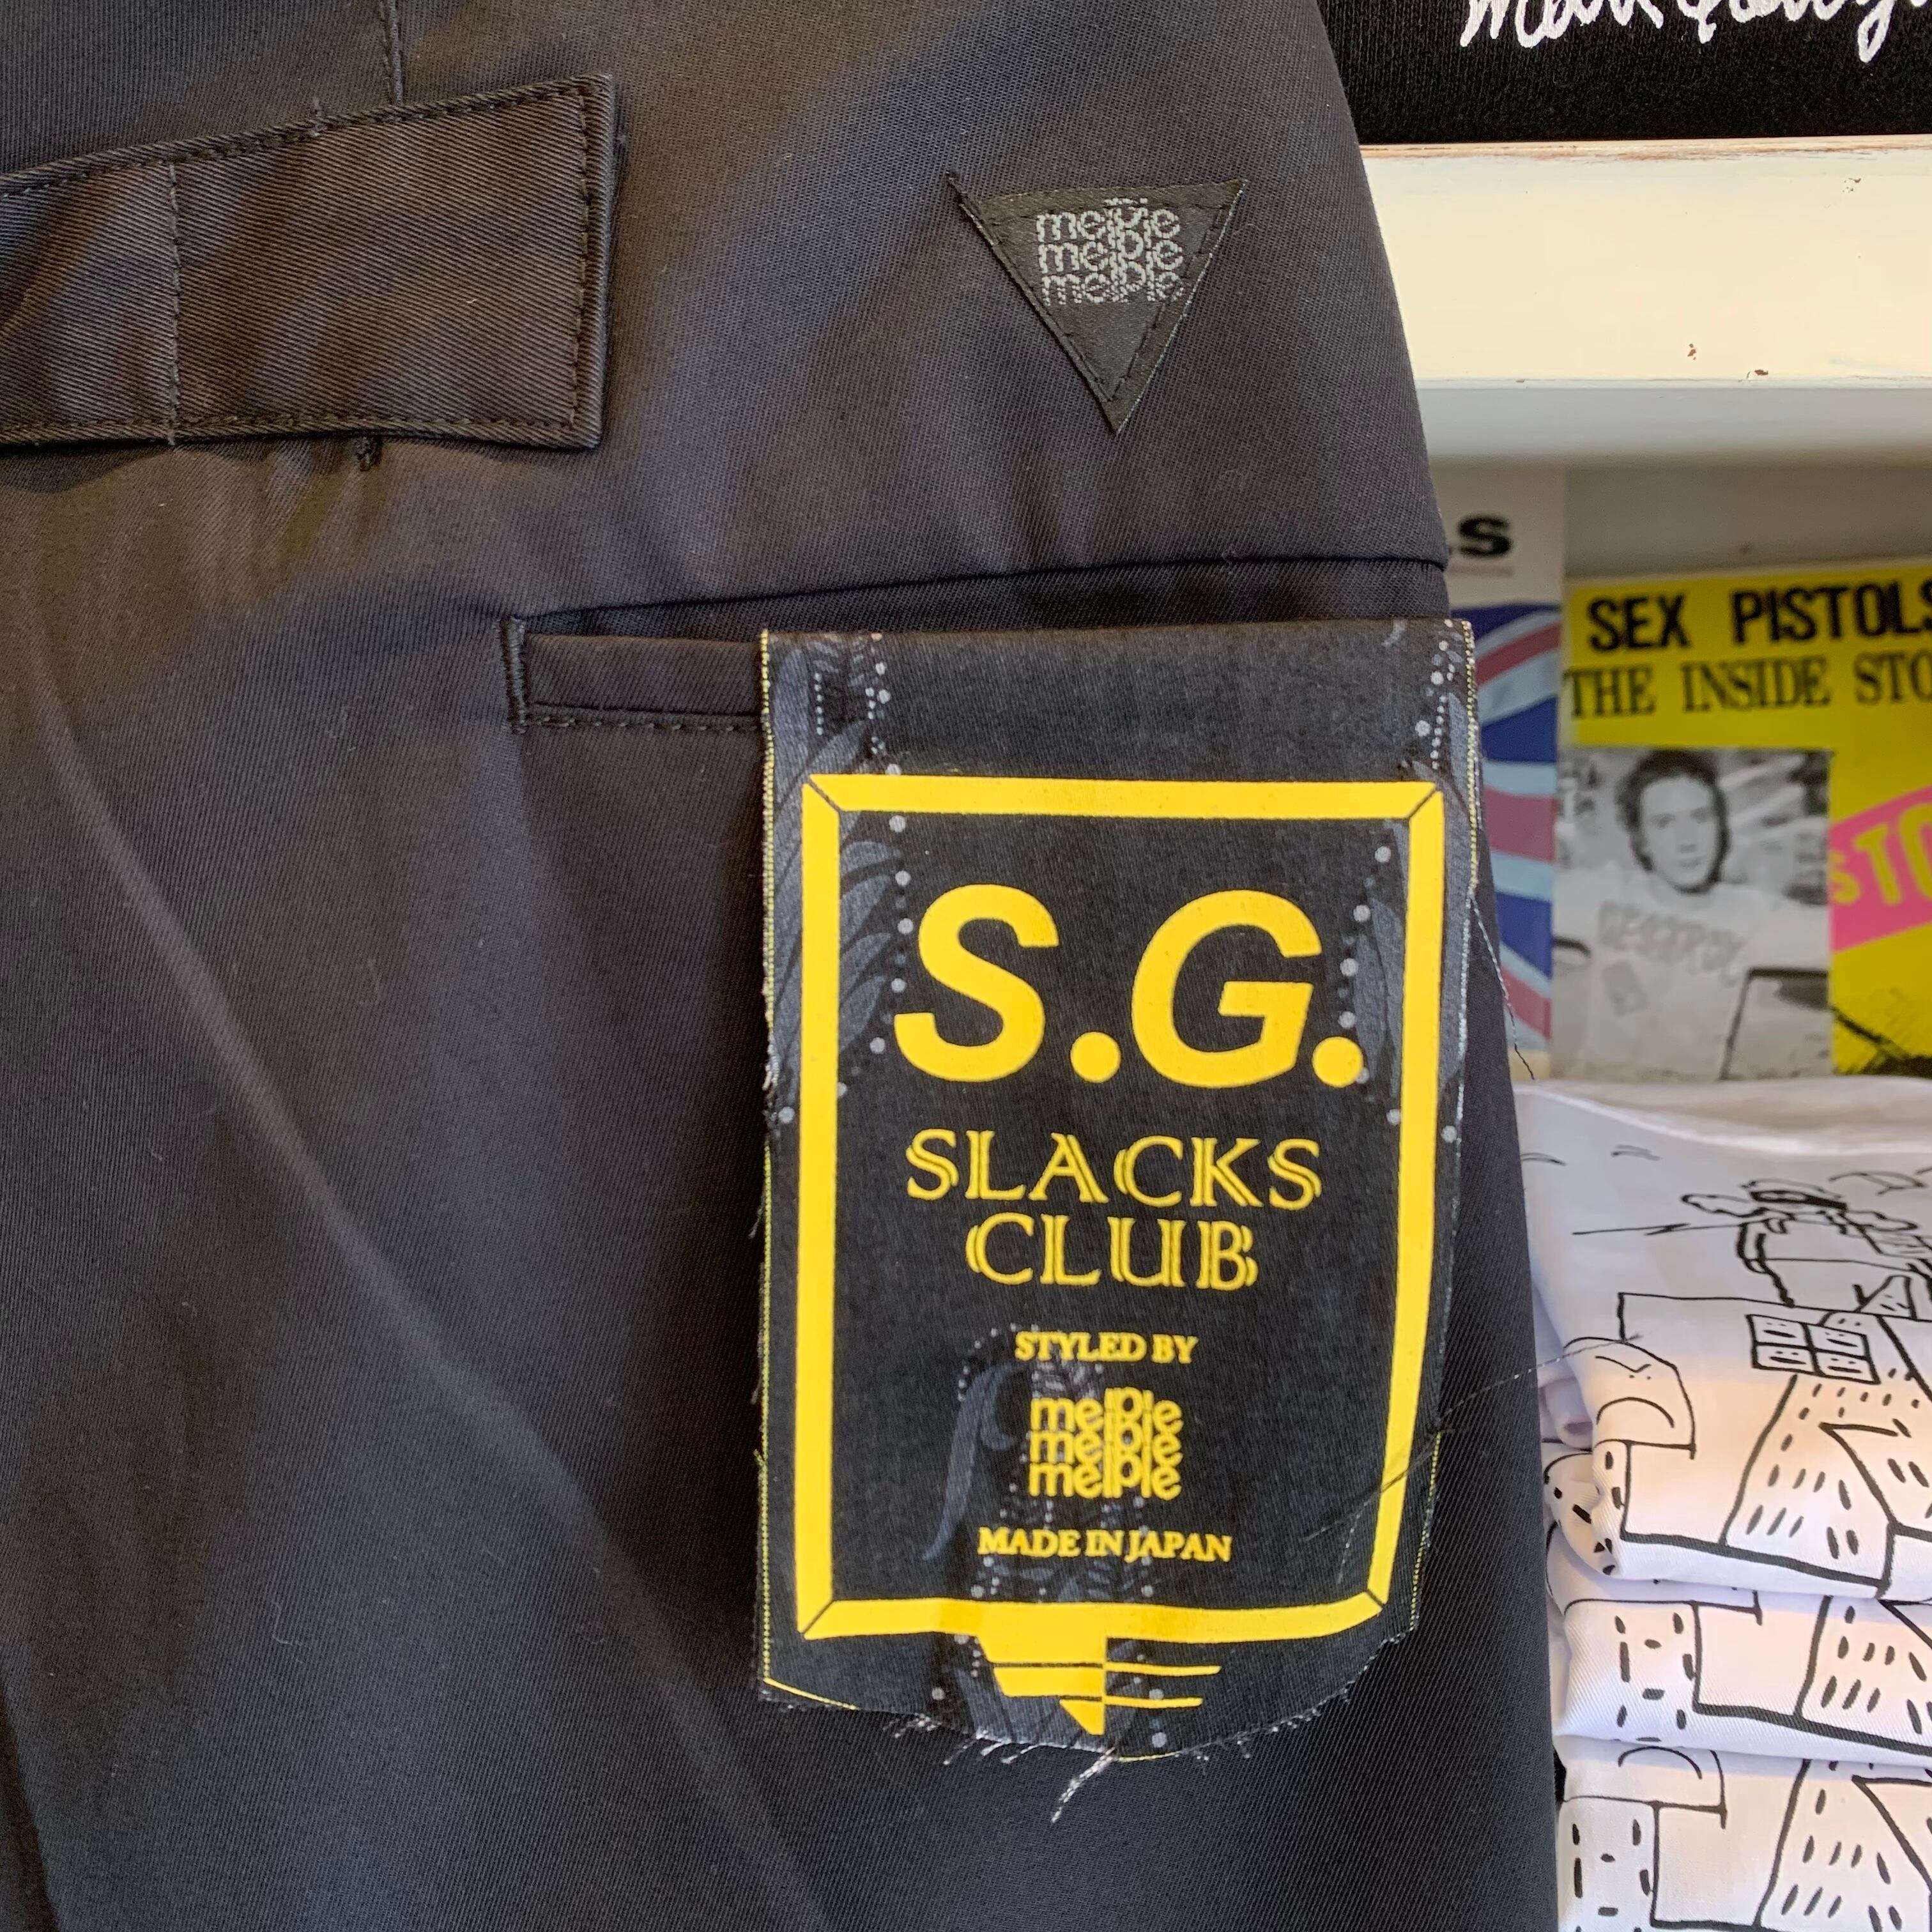 melple
melple
melple
SEX PISTOLS
THE INSIDE STO
S.G.
SLACKS
CLUB
STYLED BY
melple
melple
melple
MADE IN JAPAN